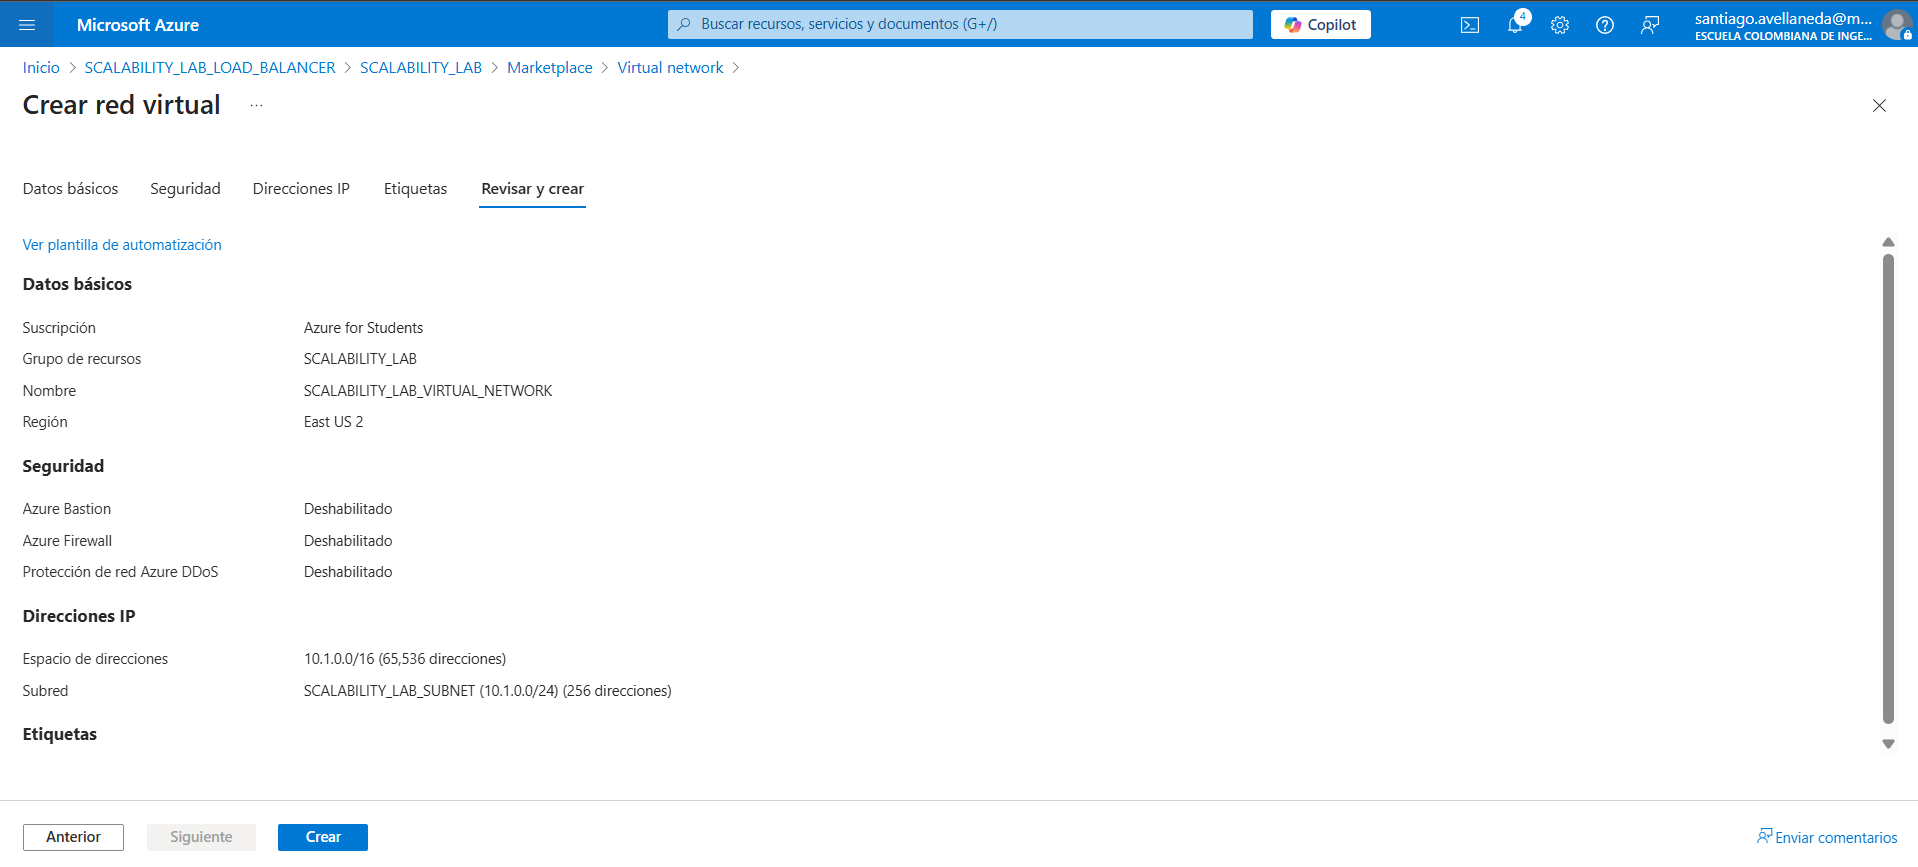 Microsoft Azure
Buscar recursos, servicios y documentos (G+/)
Copilot
4
santiago.avellaneda@m...
ESCUELA COLOMBIANA DE INGE...
Inicio > SCALABILITY_LAB_LOAD_BALANCER > SCALABILITY_LAB > Marketplace > Virtual network >
Crear red virtual ...
Datos básicos Seguridad Direcciones IP Etiquetas Revisar y crear
Ver plantilla de automatización
Datos básicos
Suscripción Azure for Students
Grupo de recursos SCALABILITY_LAB
Nombre SCALABILITY_LAB_VIRTUAL_NETWORK
Región East US 2
Seguridad
Azure Bastion Deshabilitado
Azure Firewall Deshabilitado
Protección de red Azure DDoS Deshabilitado
Direcciones IP
Espacio de direcciones 10.1.0.0/16 (65,536 direcciones)
Subred SCALABILITY_LAB_SUBNET (10.1.0.0/24) (256 direcciones)
Etiquetas
Anterior Siguiente Crear Enviar comentarios